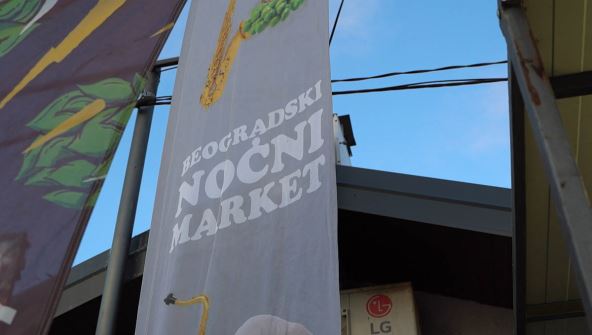 BEOGRADSKI
NOĆNI
MARKET
LG